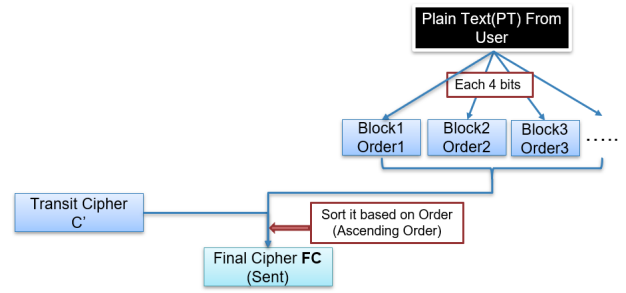 Plain Text(PT) From
User
Each 4 bits
Block1
Order1
Block2
Order2
Block3
Order3
.....
Transit Cipher
C'
Sort it based on Order
(Ascending Order)
Final Cipher FC
(Sent)